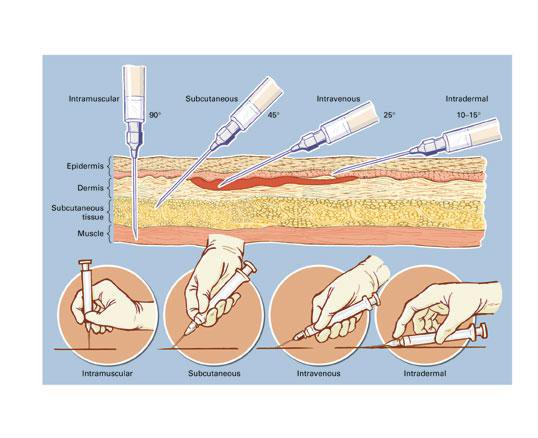 Intramuscular
90°
Subcutaneous
45°
Intravenous
25°
Intradermal
10–15°
Epidermis
Dermis
Subcutaneous
tissue
Muscle
Intramuscular
Subcutaneous
Intravenous
Intradermal